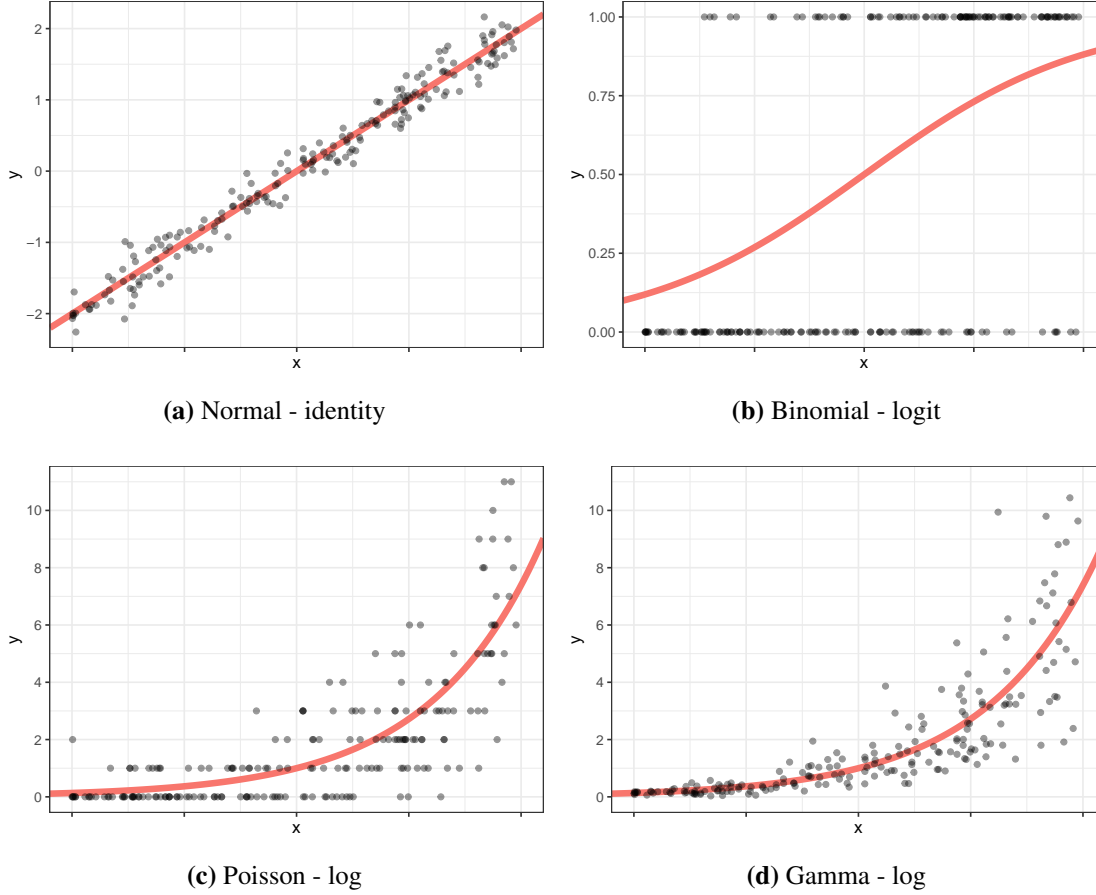 2
1
0
−1
−2
y
x
(a) Normal - identity
1.00
0.75
0.50
0.25
0.00
y
x
(b) Binomial - logit
10
8
6
4
2
0
y
x
(c) Poisson - log
10
8
6
4
2
0
y
x
(d) Gamma - log